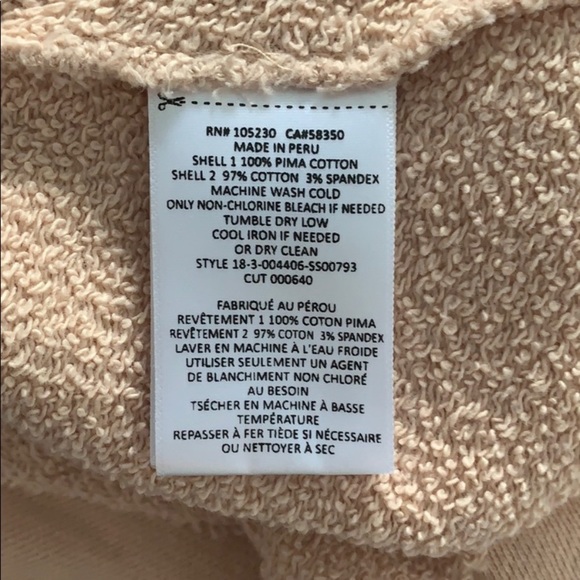 RN# 105230 CA#58350
MADE IN PERU
SHELL 1 100% PIMA COTTON
SHELL 2 97% COTTON 3% SPANDEX
MACHINE WASH COLD
ONLY NON-CHLORINE BLEACH IF NEEDED
TUMBLE DRY LOW
COOL IRON IF NEEDED
OR DRY CLEAN
STYLE 18-3-004406-SS00793
CUT 000640
FABRIQUÉ AU PÉROU
REVÊTEMENT 1 100% COTON PIMA
REVÊTEMENT 2 97% COTON 3% SPANDEX
LAVER EN MACHINE À L'EAU FROIDE
UTILISER SEULEMENT UN AGENT
DE BLANCHIMENT NON CHLORÉ
AU BESOIN
TSÉCHER EN MACHINE À BASSE
TEMPÉRATURE
REPASSER À FER TIÈDE SI NÉCESSAIRE
OU NETTOYER À SEC